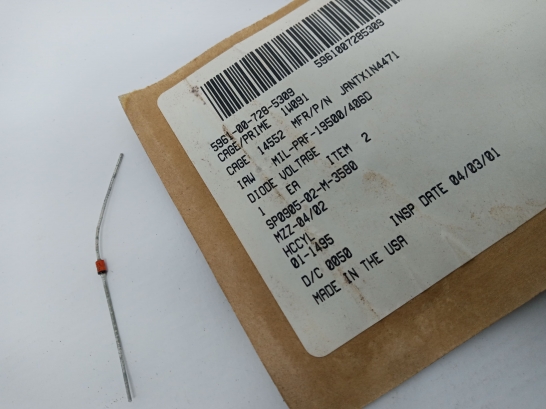 5961007285309
5961-00-728-5309
CAGE/PRIME 1W091
CAGE 14552 MFR/P/N JANTX1N4471
IAW MIL-PRF-19500/406D
DIODE VOLTAGE ITEM 2
1 EA
SP0905-02-M-3580
MZZ-04/02
HCCYL
01-1495
D/C 0050 INSP DATE 04/03/01
MADE IN THE USA